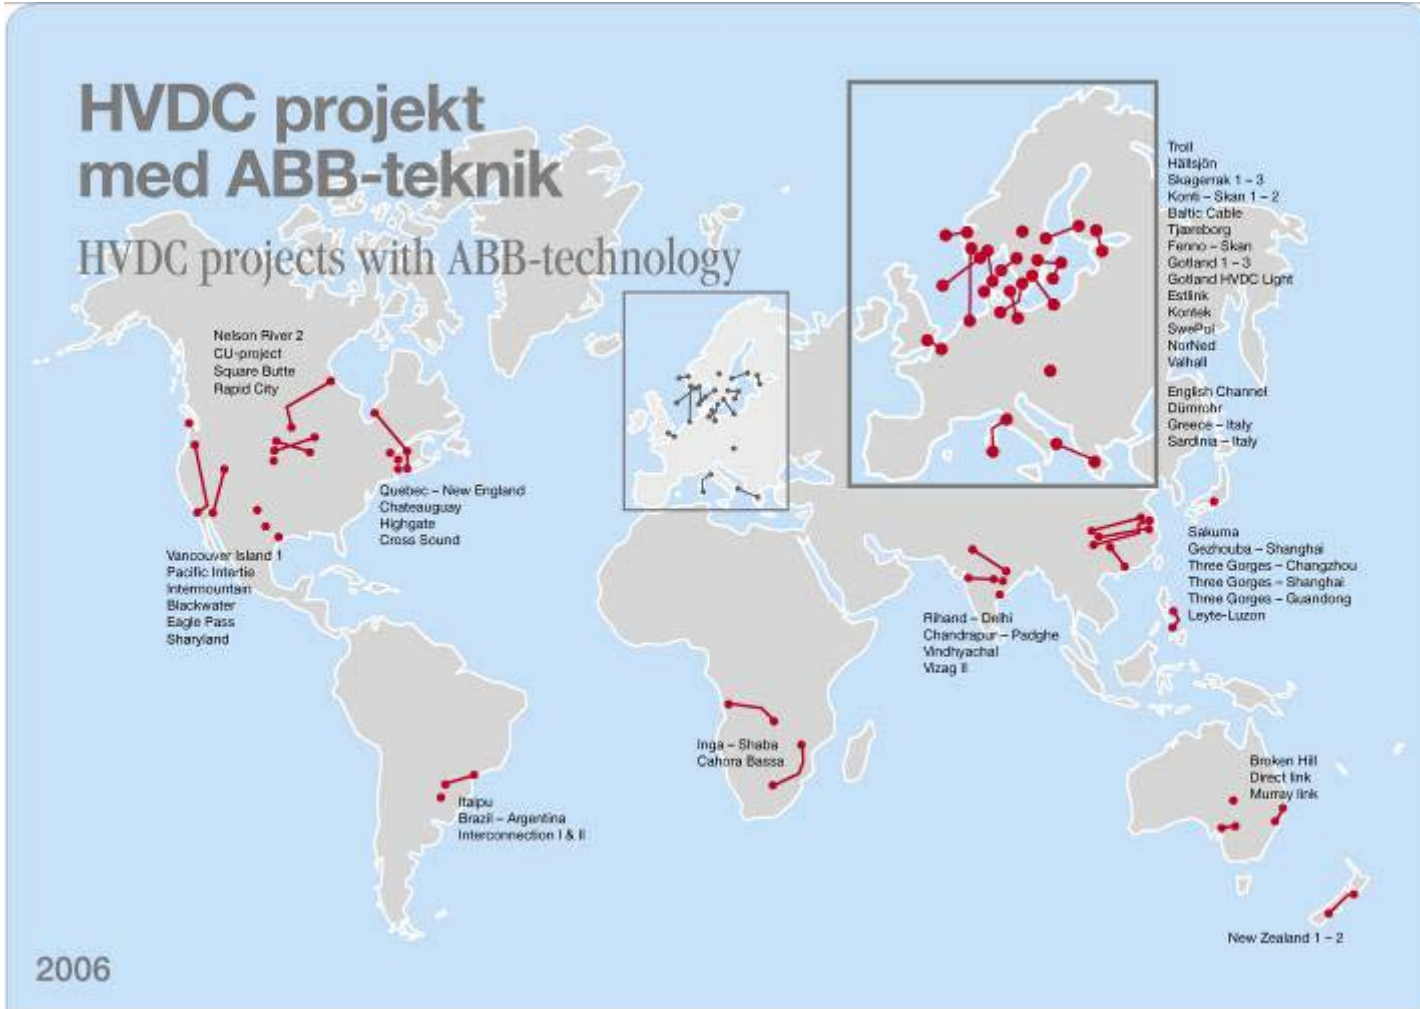 HVDC projekt
med ABB-teknik
HVDC projects with ABB-technology
Troll
Hällsjön
Skagerrak 1 – 3
Konti – Skan 1 – 2
Baltic Cable
Tjæreborg
Fenno – Skan
Gotland 1 – 3
Gotland HVDC Light
Estlink
Kontek
SwePol
NorNed
Valhall
English Channel
Dürnrohr
Greece – Italy
Sardinia – Italy
Nelson River 2
CU-project
Square Butte
Rapid City
Quebec – New England
Chateauguay
Highgate
Cross Sound
Vancouver Island 1
Pacific Intertie
Intermountain
Blackwater
Eagle Pass
Sharyland
Sakuma
Gezhouba – Shanghai
Three Gorges – Changzhou
Three Gorges – Shanghai
Three Gorges – Guandong
Leyte-Luzon
Rihand – Delhi
Chandrapur – Padghe
Vindhyachal
Vizag II
Inga – Shaba
Cahora Bassa
Itaipu
Brazil – Argentina
Interconnection I & II
Broken Hill
Direct link
Murray link
New Zealand 1 – 2
2006